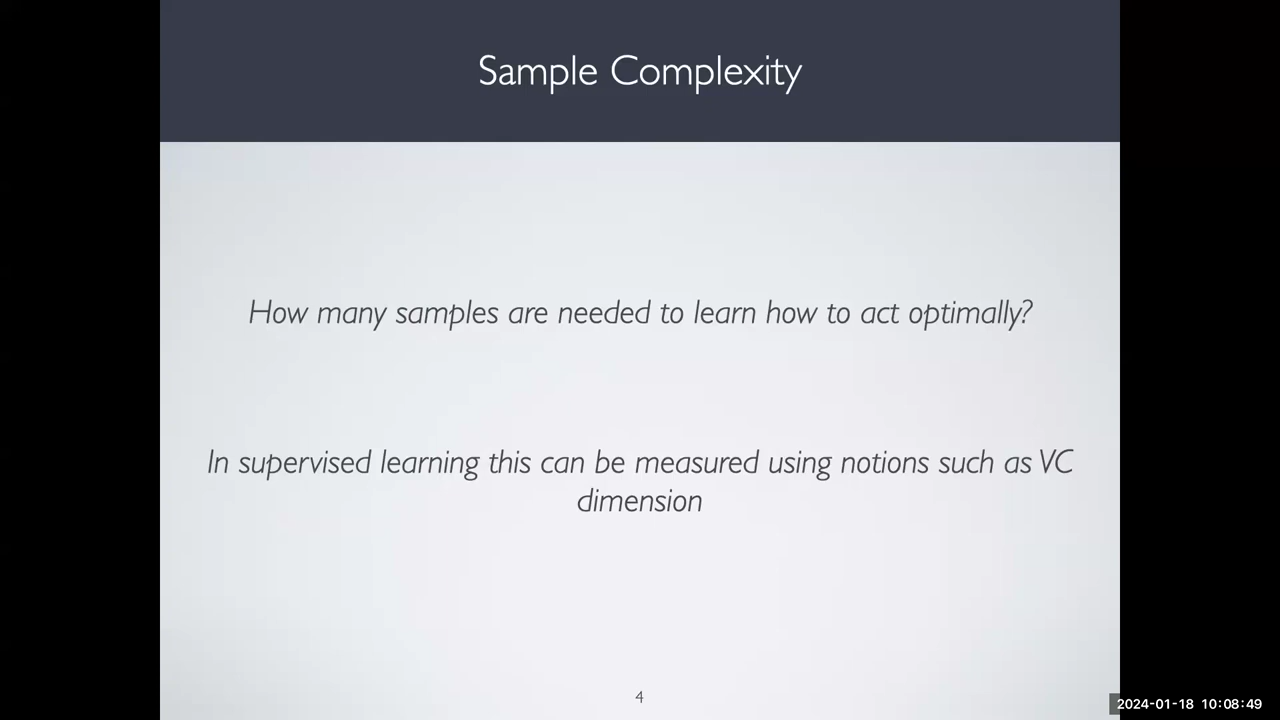 Sample Complexity
How many samples are needed to learn how to act optimally?
In supervised learning this can be measured using notions such as VC
dimension
4
2024-01-18 10:08:49